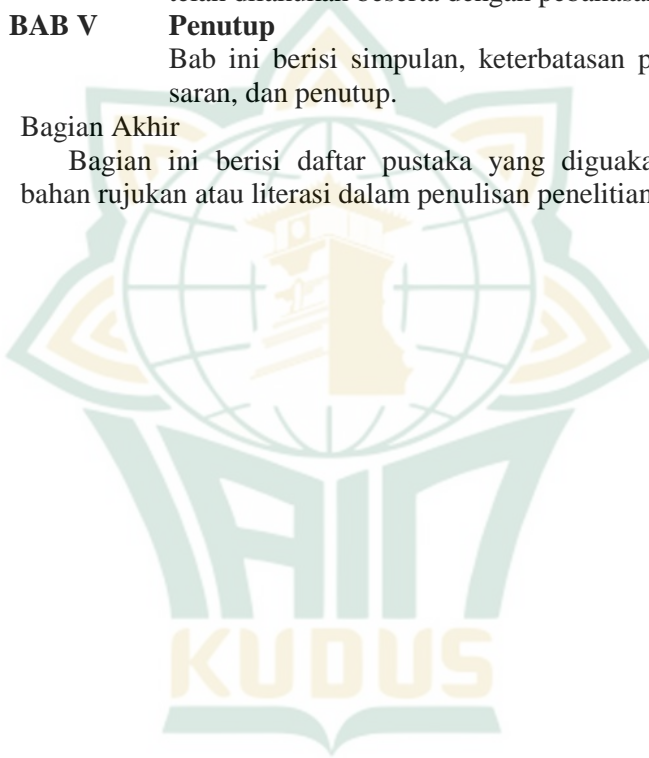 BAB V Penutup
Bab ini berisi simpulan, keterbatasan
saran, dan penutup.
Bagian Akhir
Bagian ini berisi daftar pustaka yang
bahan rujukan atau literasi dalam penulisan penelitian
IAIN
KUDUS